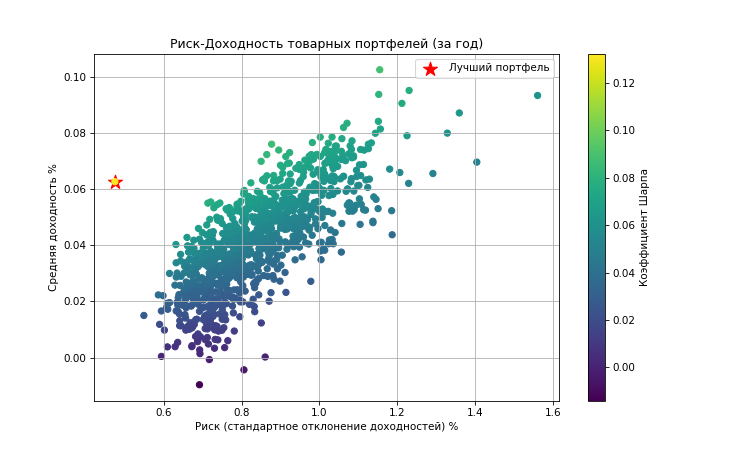 Риск-Доходность товарных портфелей (за год)
Лучший портфель
Средняя доходность %
0.10
0.08
0.06
0.04
0.02
0.00
0.6 0.8 1.0 1.2 1.4 1.6
Риск (стандартное отклонение доходностей) %
0.12
0.10
0.08
0.06
0.04
0.02
0.00
Коэффициент Шарпа